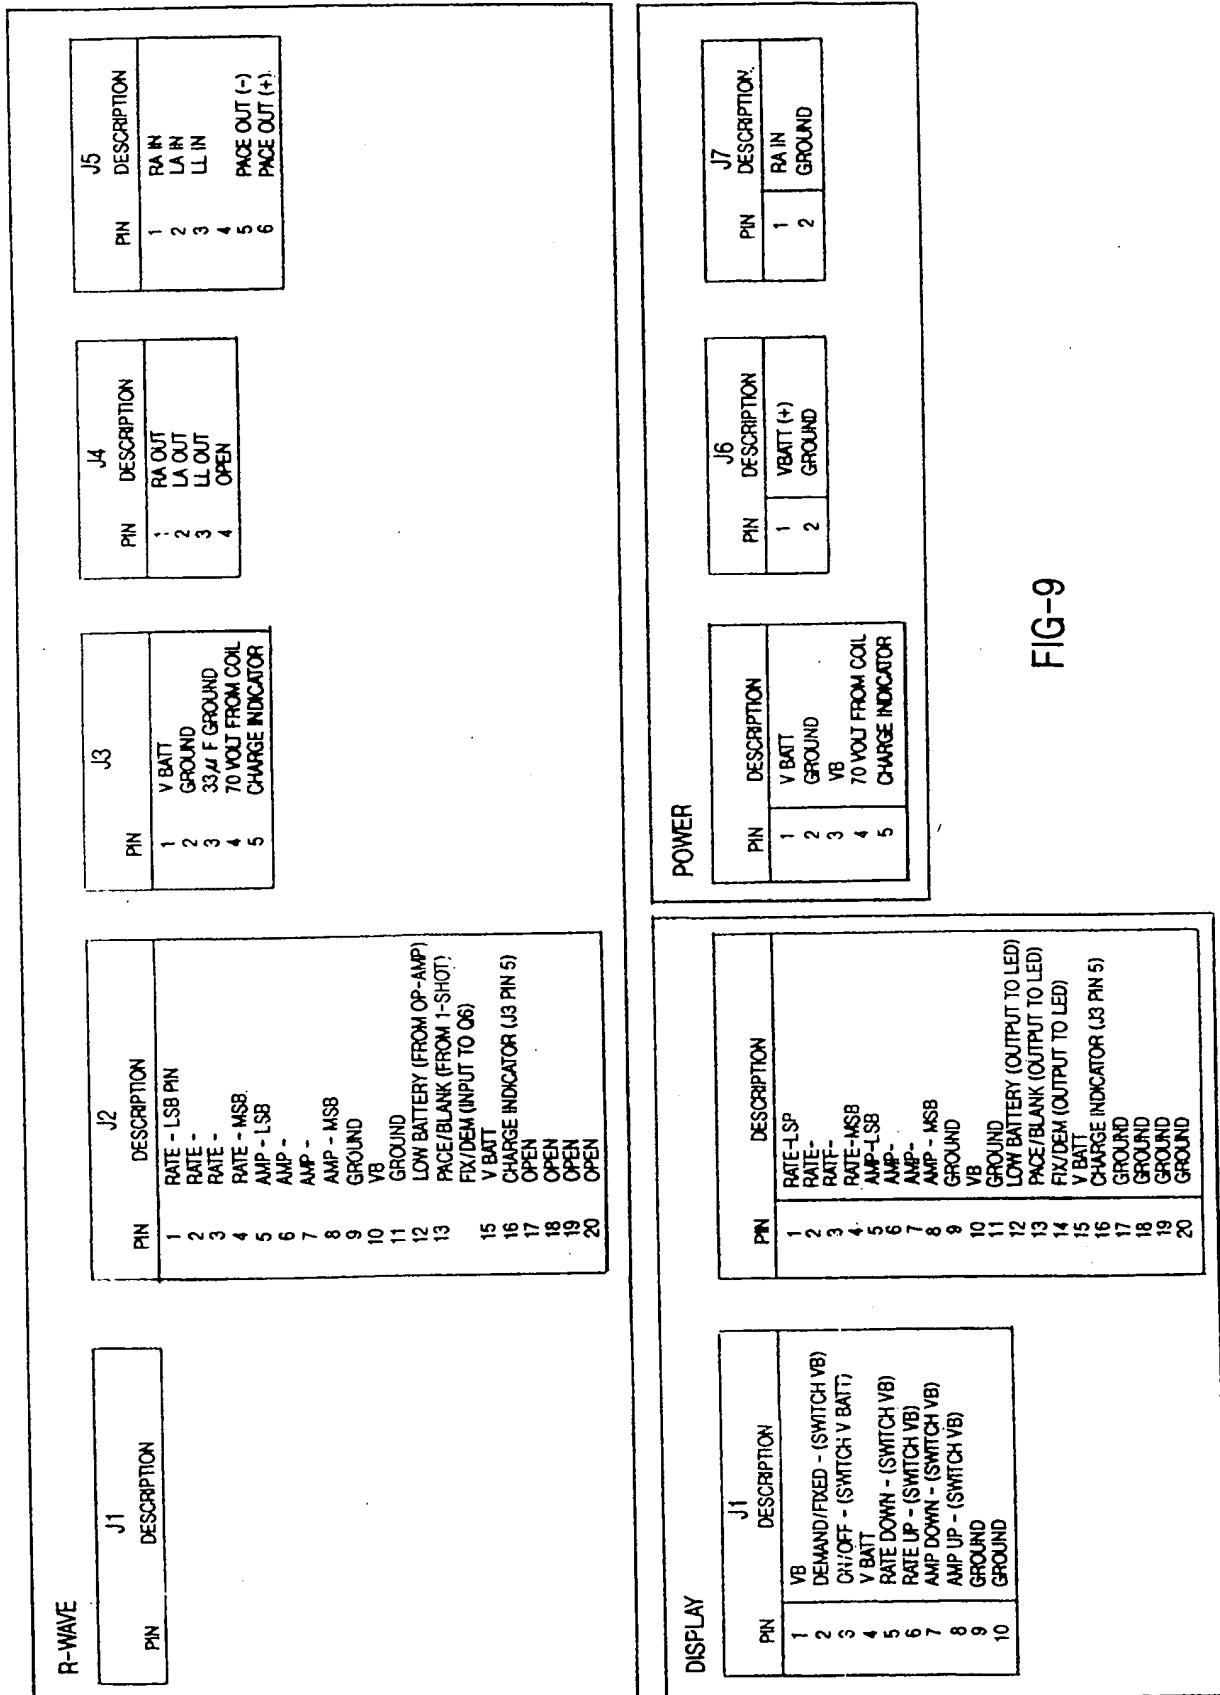 R-WAVE
J1
PIN DESCRIPTION
J2
PIN DESCRIPTION
1 RATE - LSB PIN
2 RATE -
3 RATE -
4 RATE - MSB
5 AMP - LSB
6 AMP -
7 AMP -
8 AMP - MSB
9 GROUND
10 VB
11 GROUND
12 LOW BATTERY (FROM OP-AMP)
13 PACE/BLANK (FROM 1-SHOT)
FIX/DEM (INPUT TO Q6)
15 V BATT
16 CHARGE INDICATOR (J3 PIN 5)
17 OPEN
18 OPEN
19 OPEN
20 OPEN
J3
PIN
1 V BATT
2 GROUND
3 33µ F GROUND
4 70 VOLT FROM COIL
5 CHARGE INDICATOR
J4
PIN DESCRIPTION
1 RA OUT
2 LA OUT
3 LL OUT
4 OPEN
J5
PIN DESCRIPTION
1 RA IN
2 LA IN
3 LL IN
4
5 PACE OUT (-)
6 PACE OUT (+)
DISPLAY
J1
PIN DESCRIPTION
1 VB
2 DEMAND/FIXED - (SWITCH VB)
3 ON/OFF - (SWITCH V BATT)
4 V BATT
5 RATE DOWN - (SWITCH VB)
6 RATE UP - (SWITCH VB)
7 AMP DOWN - (SWITCH VB)
8 AMP UP - (SWITCH VB)
9 GROUND
10 GROUND
PIN DESCRIPTION
1 RATE-LSP
2 RATE-
3 RATF-
4 RATE-MSB
5 AMP-LSB
6 AMP-
7 AMP-
8 AMP - MSB
9 GROUND
10 VB
11 GROUND
12 LOW BATTERY (OUTPUT TO LED)
13 PACE/BLANK (OUTPUT TO LED)
14 FIX/DEM (OUTPUT TO LED)
15 V BATT
16 CHARGE INDICATOR (J3 PIN 5)
17 GROUND
18 GROUND
19 GROUND
20 GROUND
POWER
PIN DESCRIPTION
1 V BATT
2 GROUND
3 VB
4 70 VOLT FROM COIL
5 CHARGE INDICATOR
J6
PIN DESCRIPTION
1 VBATT (+)
2 GROUND
J7
PIN DESCRIPTION.
1 RA IN
2 GROUND
FIG-9